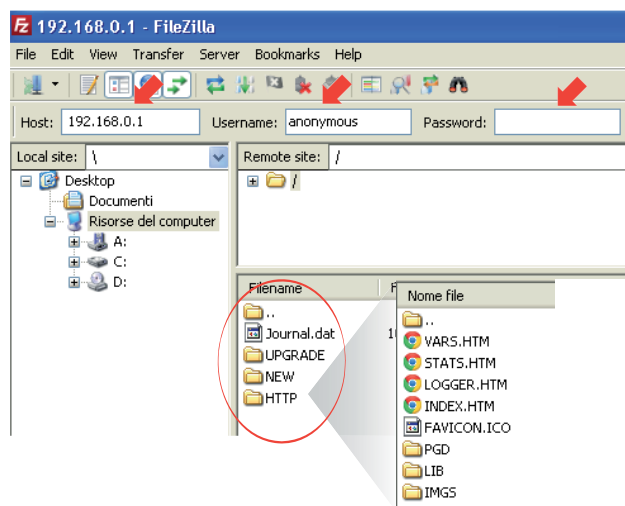 192.168.0.1 - FileZilla
File Edit View Transfer Server Bookmarks Help
Host: 192.168.0.1 Username: anonymous Password:
Local site: \
Remote site: /
Desktop
Documenti
Risorse del computer
A:
C:
D:
/
Filename
..
Journal.dat
UPGRADE
NEW
HTTP
Nome file
..
VARS.HTM
STATS.HTM
LOGGER.HTM
INDEX.HTM
FAVICON.ICO
PGD
LIB
IMGS